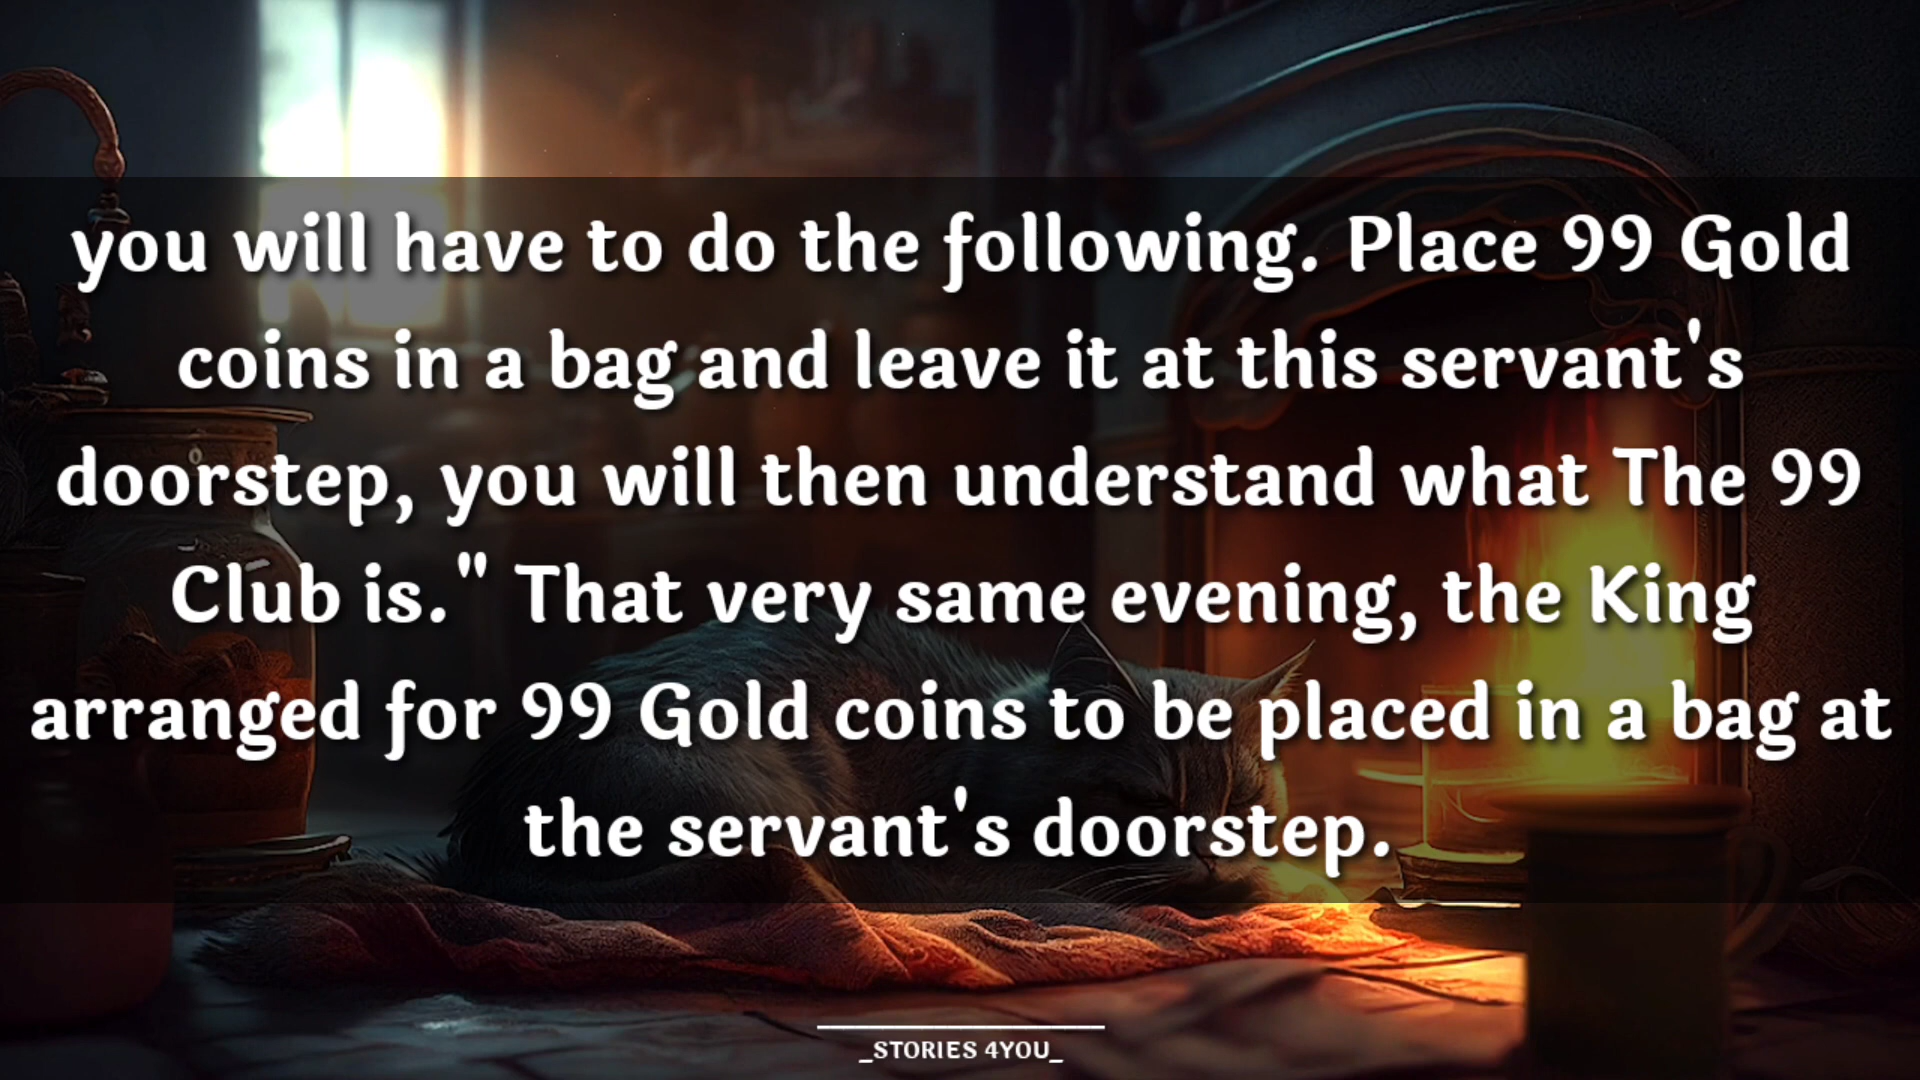 you will have to do the following. Place 99 Gold
coins in a bag and leave it at this servant's
doorstep, you will then understand what The 99
Club is." That very same evening, the King
arranged for 99 Gold coins to be placed in a bag at
the servant's doorstep.
_STORIES 4YOU_